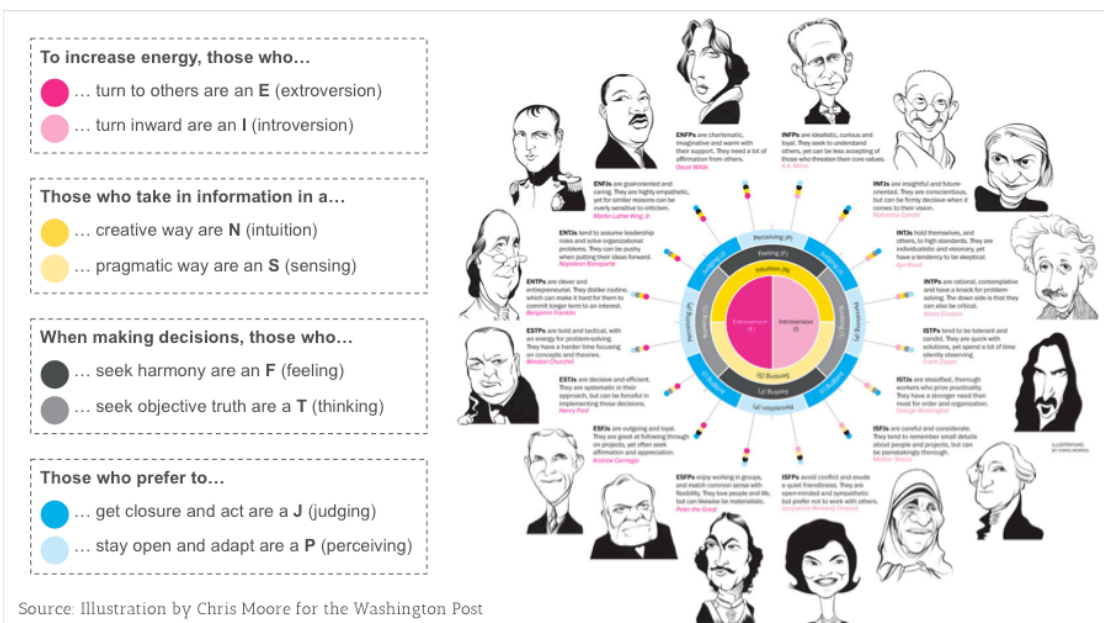 To increase energy, those who…
… turn to others are an E (extroversion)
… turn inward are an I (introversion)
Those who take in information in a…
… creative way are N (intuition)
… pragmatic way are an S (sensing)
When making decisions, those who…
… seek harmony are an F (feeling)
… seek objective truth are a T (thinking)
Those who prefer to…
… get closure and act are a J (judging)
… stay open and adapt are a P (perceiving)
Source: Illustration by Chris Moore for the Washington Post
ENFPs are charismatic,
imaginative and warm with
their support. They need a lot of
affirmation from others.
Oscar Wilde
INFPs are idealistic, curious and
loyal. They seek to understand
others, yet can be less accepting of
those who threaten their core values.
A.A. Milne
ENFJs are goal-oriented and
caring. They are highly empathetic,
yet for similar reasons can be
overly sensitive to criticism.
Martin Luther King, Jr.
INFJs are insightful and future-
oriented. They are conscientious,
but can be firmly decisive when it
comes to their vision.
Mahatma Gandhi
ENTJs tend to assume leadership
roles and solve organizational
problems. They can be pushy
when putting their ideas forward.
Napoleon Bonaparte
INTJs hold themselves, and
others, to high standards. They are
individualistic and visionary, yet
have a tendency to be skeptical.
Ayn Rand
ENTPs are clever and
entrepreneurial. They dislike routine,
which can make it hard for them to
commit longer term to an interest.
Benjamin Franklin
INTPs are rational, contemplative
and have a knack for problem-
solving. The down side is that they
can also be critical.
Albert Einstein
ESTPs are bold and tactical, with
an energy for problem-solving.
They have a harder time focusing
on concepts and theories.
Winston Churchill
ISTPs tend to be tolerant and
candid. They are quick with
solutions, yet spend a lot of time
silently observing.
Frank Zappa
ESTJs are decisive and efficient.
They are systematic in their
approach, but can be forceful in
implementing those decisions.
Henry Ford
ISTJs are steadfast, thorough
workers who prize practicality.
They have a stronger need than
most for order and organization.
George Washington
ESFJs are outgoing and loyal.
They are great at following through
on projects, yet often seek
affirmation and appreciation.
Andrew Carnegie
ISFJs are careful and considerate.
They tend to remember small details
about people and projects, but can
be painstakingly thorough.
Mother Teresa
ESFPs enjoy working in groups,
and match common sense with
flexibility. They love people and life,
but can likewise be materialistic.
Peter the Great
ISFPs avoid conflict and exude
a quiet friendliness. They are
open-minded and sympathetic
but prefer not to work with others.
Jacqueline Kennedy Onassis
Perceiving (P)
Feeling (F)
Intuition (N)
Judging (J)
Judging (J)
Thinking (T)
Thinking (T)
Perceiving (P)
Perceiving (P)
Extroversion
(E)
Introversion
(I)
Sensing (S)
Feeling (F)
Judging (J)
Judging (J)
Perception (P)
ILLUSTRATIONS
BY CHRIS MORRIS